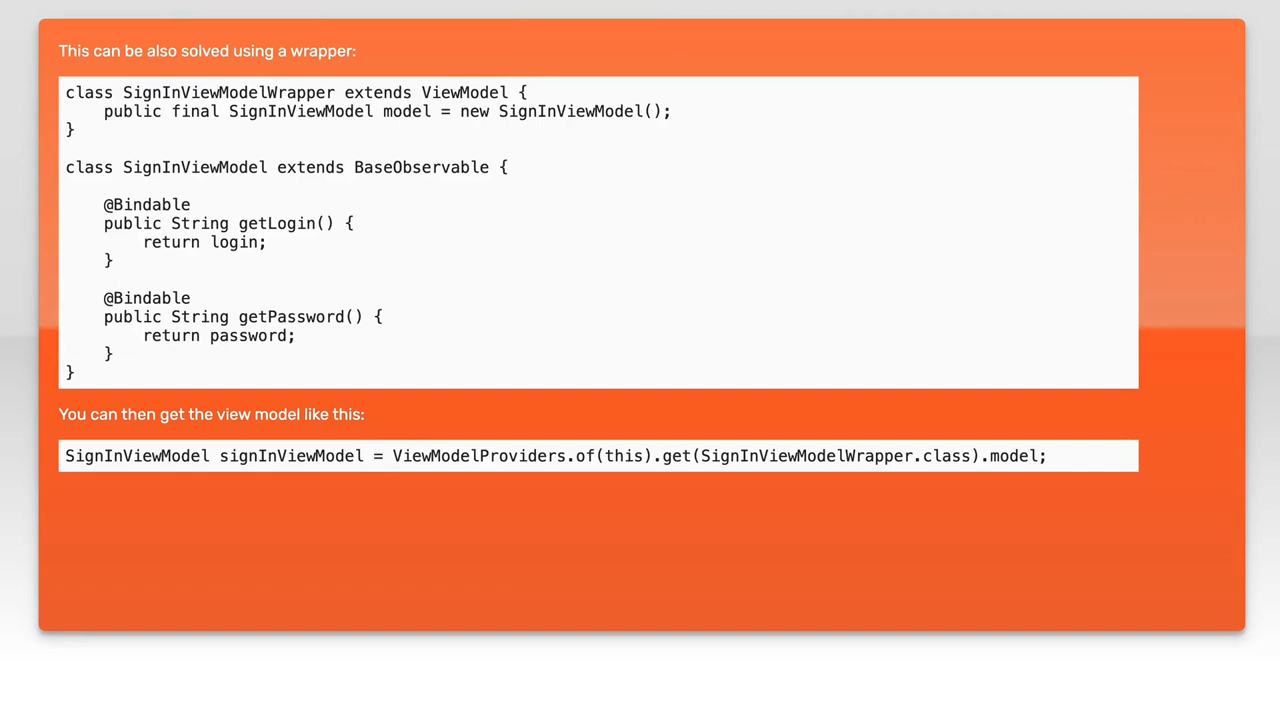 This can be also solved using a wrapper:
class SignInViewModelWrapper extends ViewModel {
    public final SignInViewModel model = new SignInViewModel();
}
class SignInViewModel extends BaseObservable {
    @Bindable
    public String getLogin() {
        return login;
    }
    @Bindable
    public String getPassword() {
        return password;
    }
}
You can then get the view model like this:
SignInViewModel signInViewModel = ViewModelProviders.of(this).get(SignInViewModelWrapper.class).model;